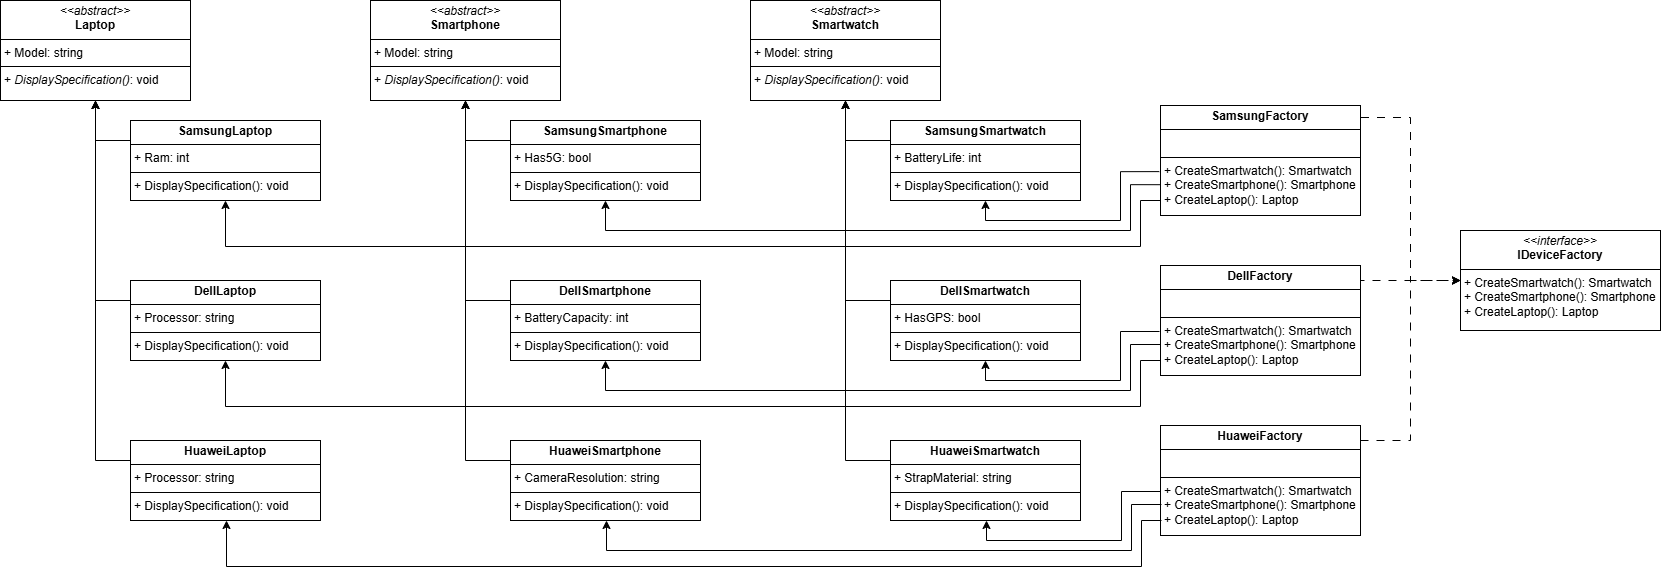 <<abstract>>
Laptop
+ Model: string
+ DisplaySpecification(): void
<<abstract>>
Smartphone
+ Model: string
+ DisplaySpecification(): void
<<abstract>>
Smartwatch
+ Model: string
+ DisplaySpecification(): void
SamsungLaptop
+ Ram: int
+ DisplaySpecification(): void
SamsungSmartphone
+ Has5G: bool
+ DisplaySpecification(): void
SamsungSmartwatch
+ BatteryLife: int
+ DisplaySpecification(): void
SamsungFactory
+ CreateSmartwatch(): Smartwatch
+ CreateSmartphone(): Smartphone
+ CreateLaptop(): Laptop
<<interface>>
IDeviceFactory
+ CreateSmartwatch(): Smartwatch
+ CreateSmartphone(): Smartphone
+ CreateLaptop(): Laptop
DellLaptop
+ Processor: string
+ DisplaySpecification(): void
DellSmartphone
+ BatteryCapacity: int
+ DisplaySpecification(): void
DellSmartwatch
+ HasGPS: bool
+ DisplaySpecification(): void
DellFactory
+ CreateSmartwatch(): Smartwatch
+ CreateSmartphone(): Smartphone
+ CreateLaptop(): Laptop
HuaweiLaptop
+ Processor: string
+ DisplaySpecification(): void
HuaweiSmartphone
+ CameraResolution: string
+ DisplaySpecification(): void
HuaweiSmartwatch
+ StrapMaterial: string
+ DisplaySpecification(): void
HuaweiFactory
+ CreateSmartwatch(): Smartwatch
+ CreateSmartphone(): Smartphone
+ CreateLaptop(): Laptop